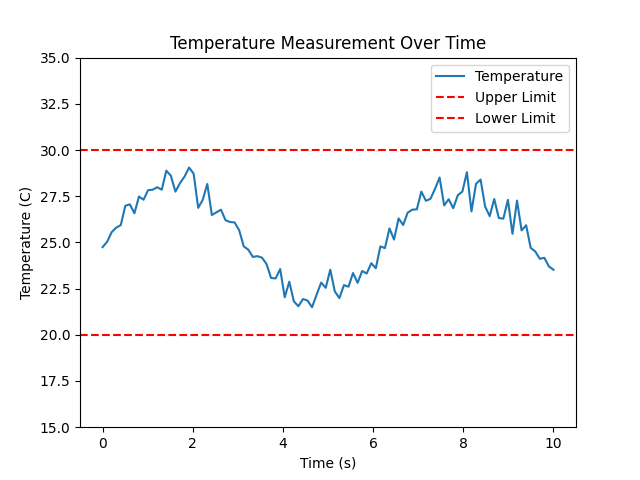 Temperature Measurement Over Time
Temperature
Upper Limit
Lower Limit
Temperature (C)
35.0
32.5
30.0
27.5
25.0
22.5
20.0
17.5
15.0
0 2 4 6 8 10
Time (s)